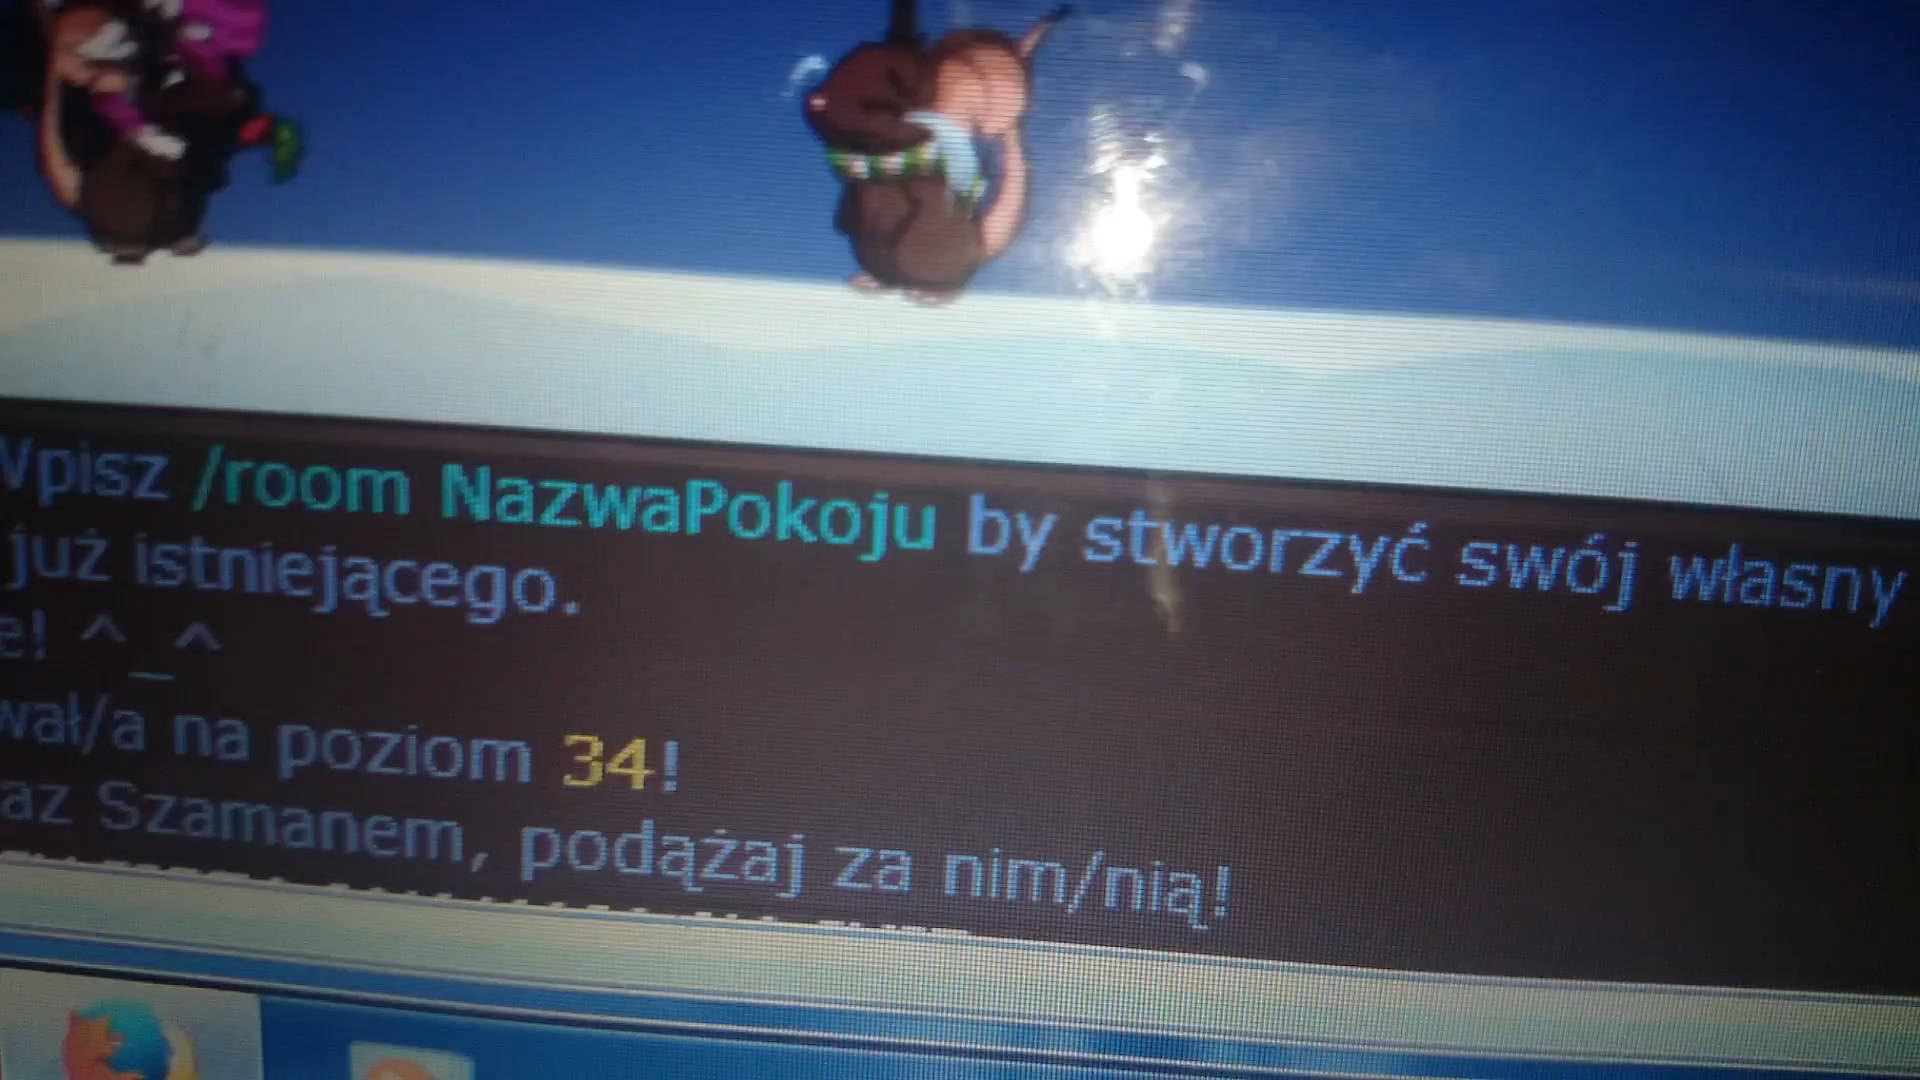 Wpisz /room NazwaPokoju by stworzyć swój własny
już istniejącego.
e! ^_^
wał/a na poziom 34!
az Szamanem, podążaj za nim/nią!